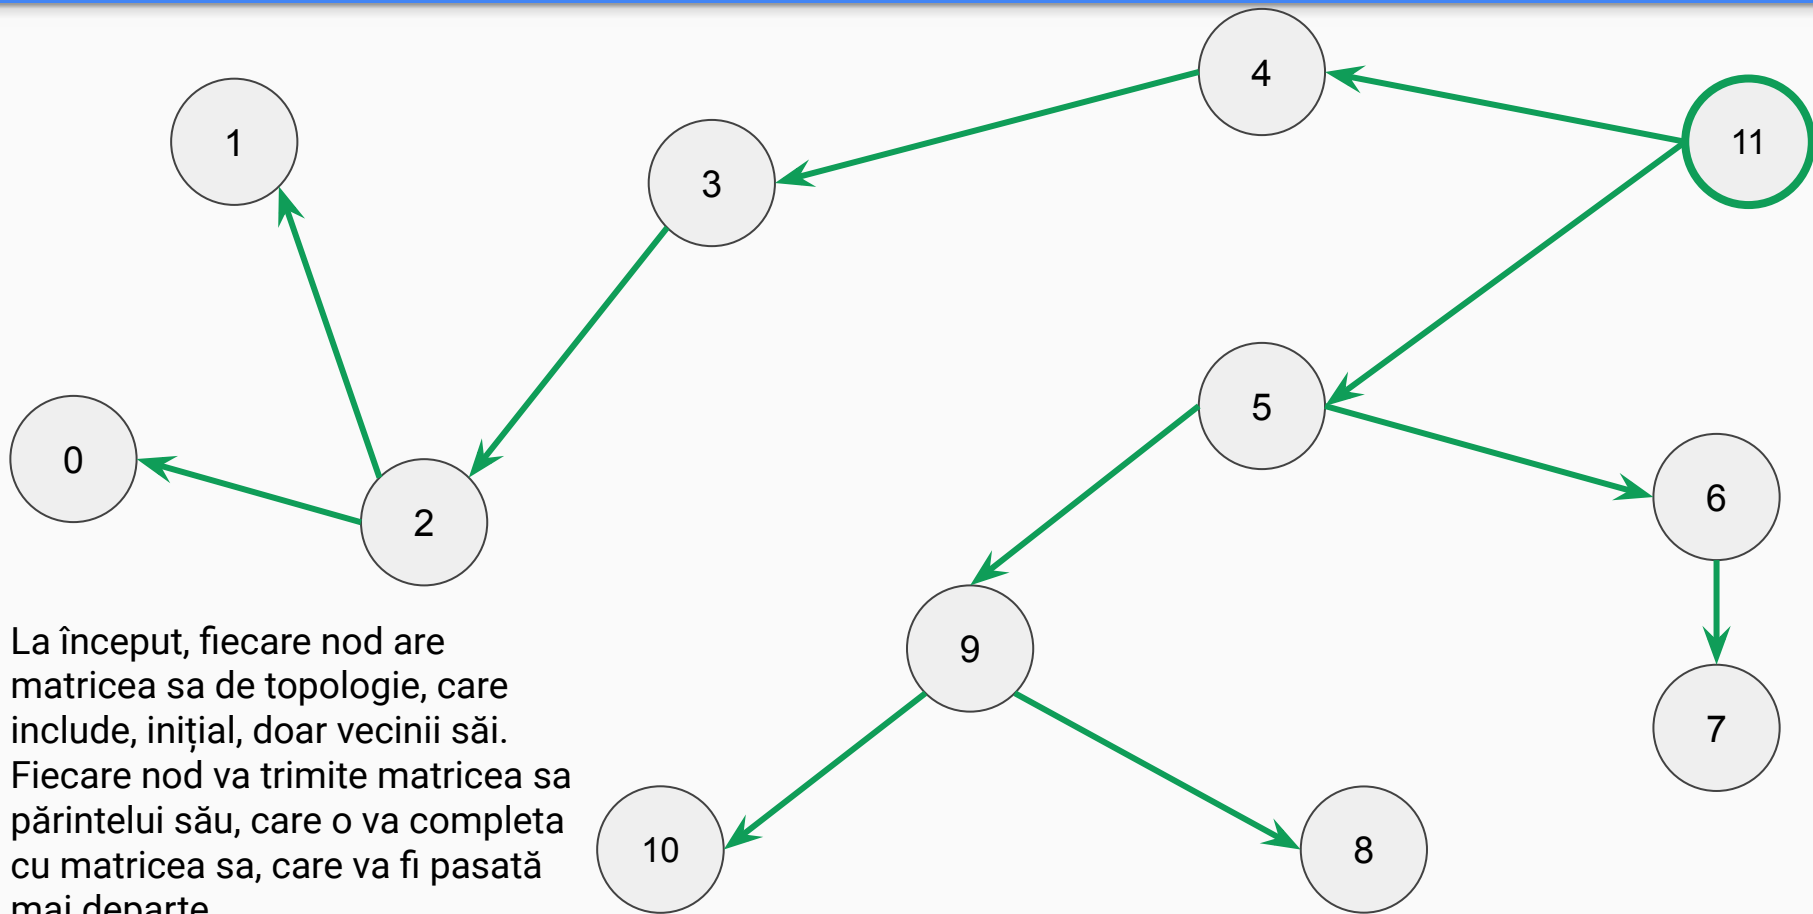 4
11
1
3
5
0
6
2
La început, fiecare nod are
matricea sa de topologie, care
include, inițial, doar vecinii săi.
Fiecare nod va trimite matricea sa
părintelui său, care o va completa
cu matricea sa, care va fi pasată
mai departe
9
7
10
8